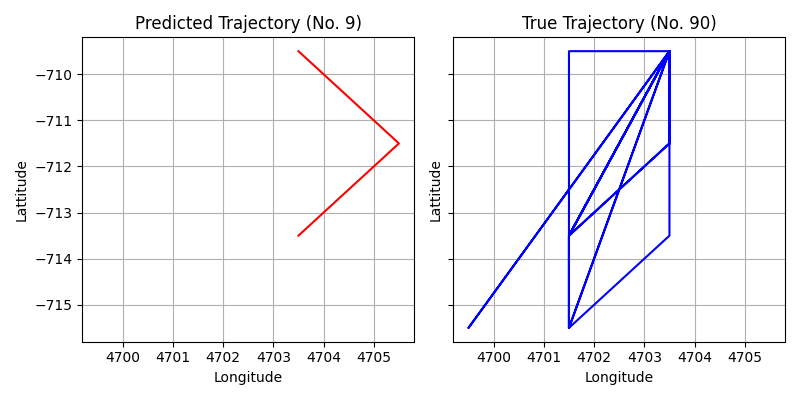 Predicted Trajectory (No. 9)
True Trajectory (No. 90)
−710
−711
−712
−713
−714
−715
Lattitude
Lattitude
4700 4701 4702 4703 4704 4705
4700 4701 4702 4703 4704 4705
Longitude
Longitude